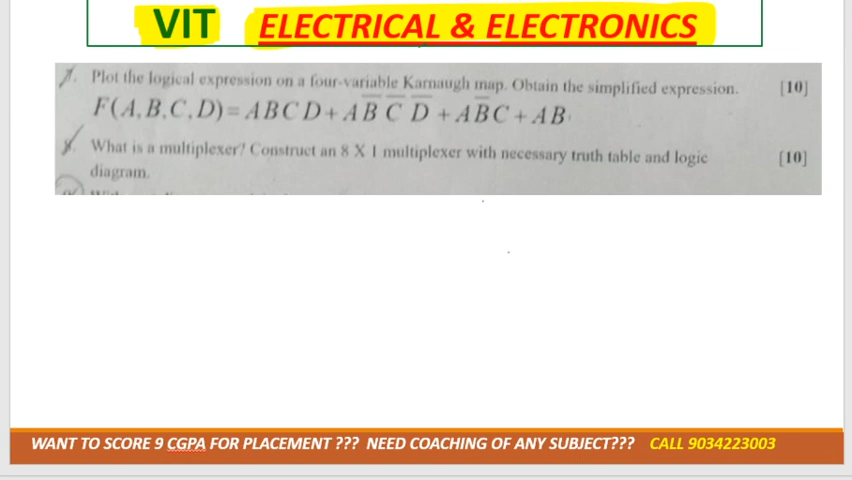 VIT ELECTRICAL & ELECTRONICS
7. Plot the logical expression on a four-variable Karnaugh map. Obtain the simplified expression. [10]
F(A,B,C,D)= ABCD+AB̅ C̅ D̅ +AB̅C+AB.
8. What is a multiplexer? Construct an 8 X 1 multiplexer with necessary truth table and logic [10]
diagram.
WANT TO SCORE 9 CGPA FOR PLACEMENT ??? NEED COACHING OF ANY SUBJECT??? CALL 9034223003